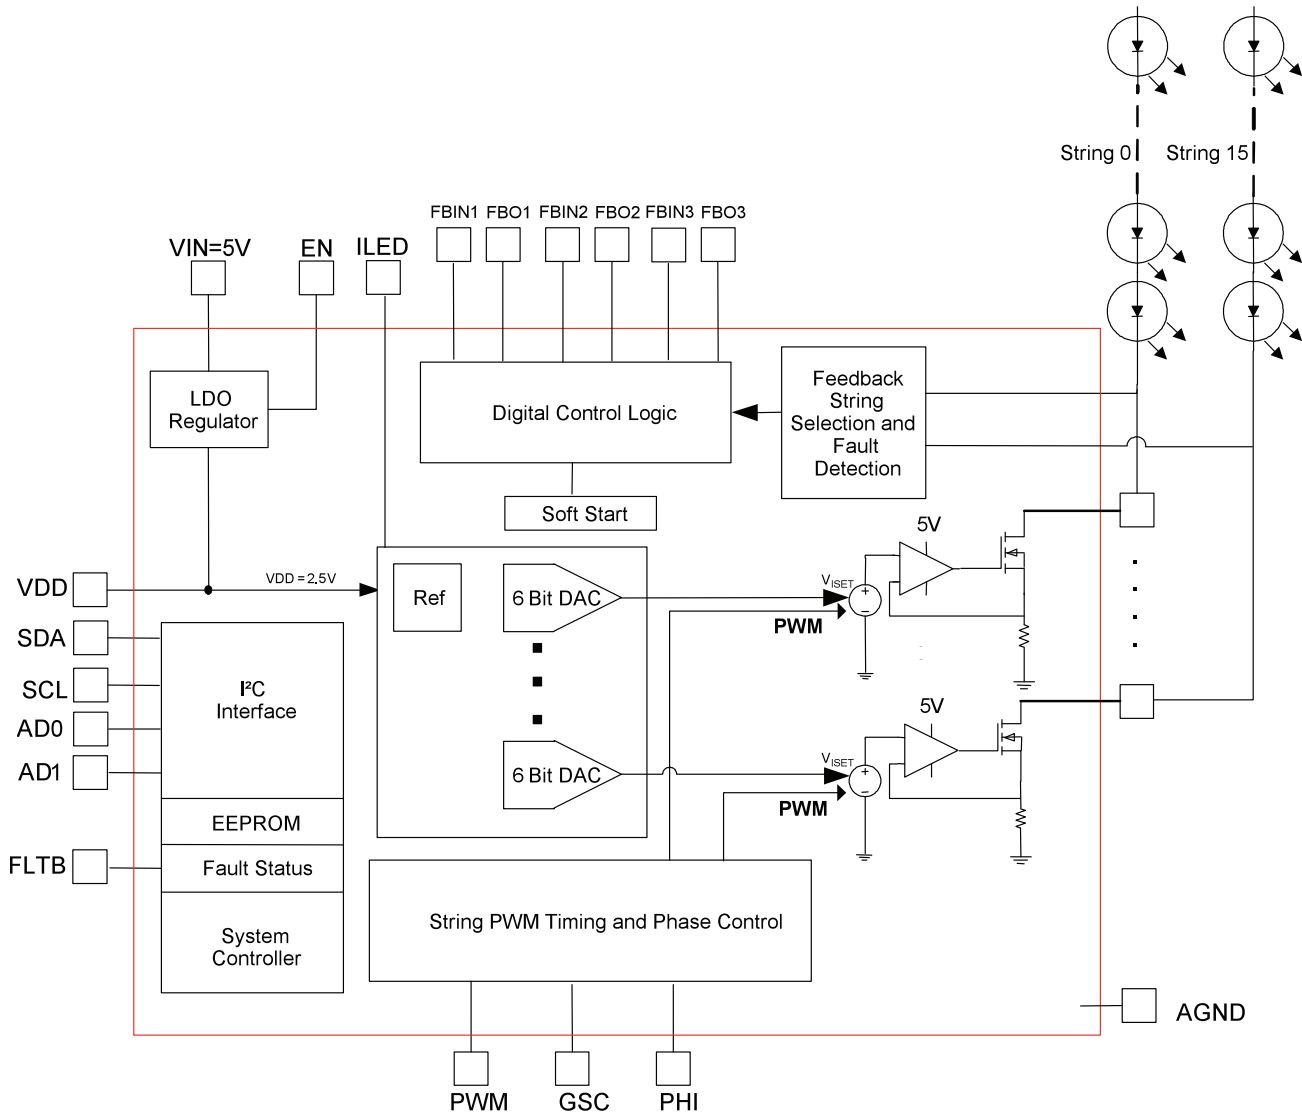 String 0
String 15
FBIN1
FBO1
FBIN2
FBO2
FBIN3
FBO3
VIN=5V
EN
ILED
LDO
Regulator
Digital Control Logic
Feedback
String
Selection and
Fault
Detection
Soft Start
5V
VDD
VDD = 2.5V
Ref
6 Bit DAC
VISET
PWM
SDA
SCL
AD0
AD1
I²C
Interface
5V
6 Bit DAC
VISET
PWM
EEPROM
FLTB
Fault Status
System
Controller
String PWM Timing and Phase Control
AGND
PWM
GSC
PHI